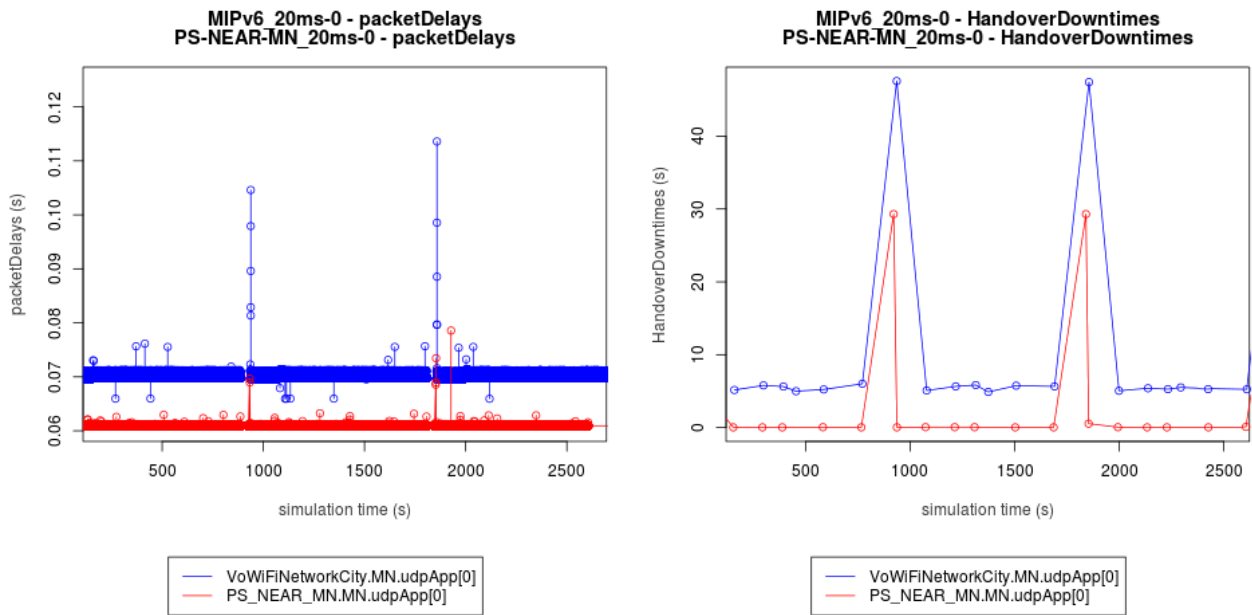 MIPv6_20ms-0 - packetDelays
PS-NEAR-MN_20ms-0 - packetDelays
packetDelays (s)
0.12
0.11
0.10
0.09
0.08
0.07
0.06
500
1000
1500
2000
2500
simulation time (s)
VoWiFiNetworkCity.MN.udpApp[0]
PS_NEAR_MN.MN.udpApp[0]
MIPv6_20ms-0 - HandoverDowntimes
PS-NEAR-MN_20ms-0 - HandoverDowntimes
HandoverDowntimes (s)
40
30
20
10
0
500
1000
1500
2000
2500
simulation time (s)
VoWiFiNetworkCity.MN.udpApp[0]
PS_NEAR_MN.MN.udpApp[0]